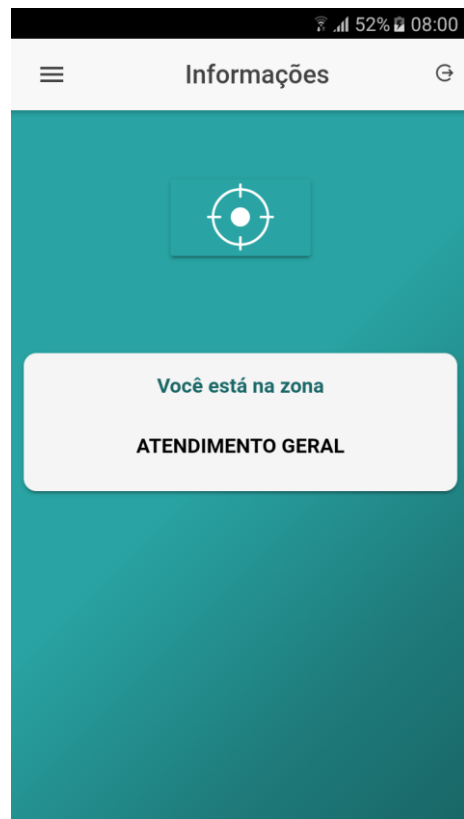 52% 08:00
Informações
Você está na zona
ATENDIMENTO GERAL